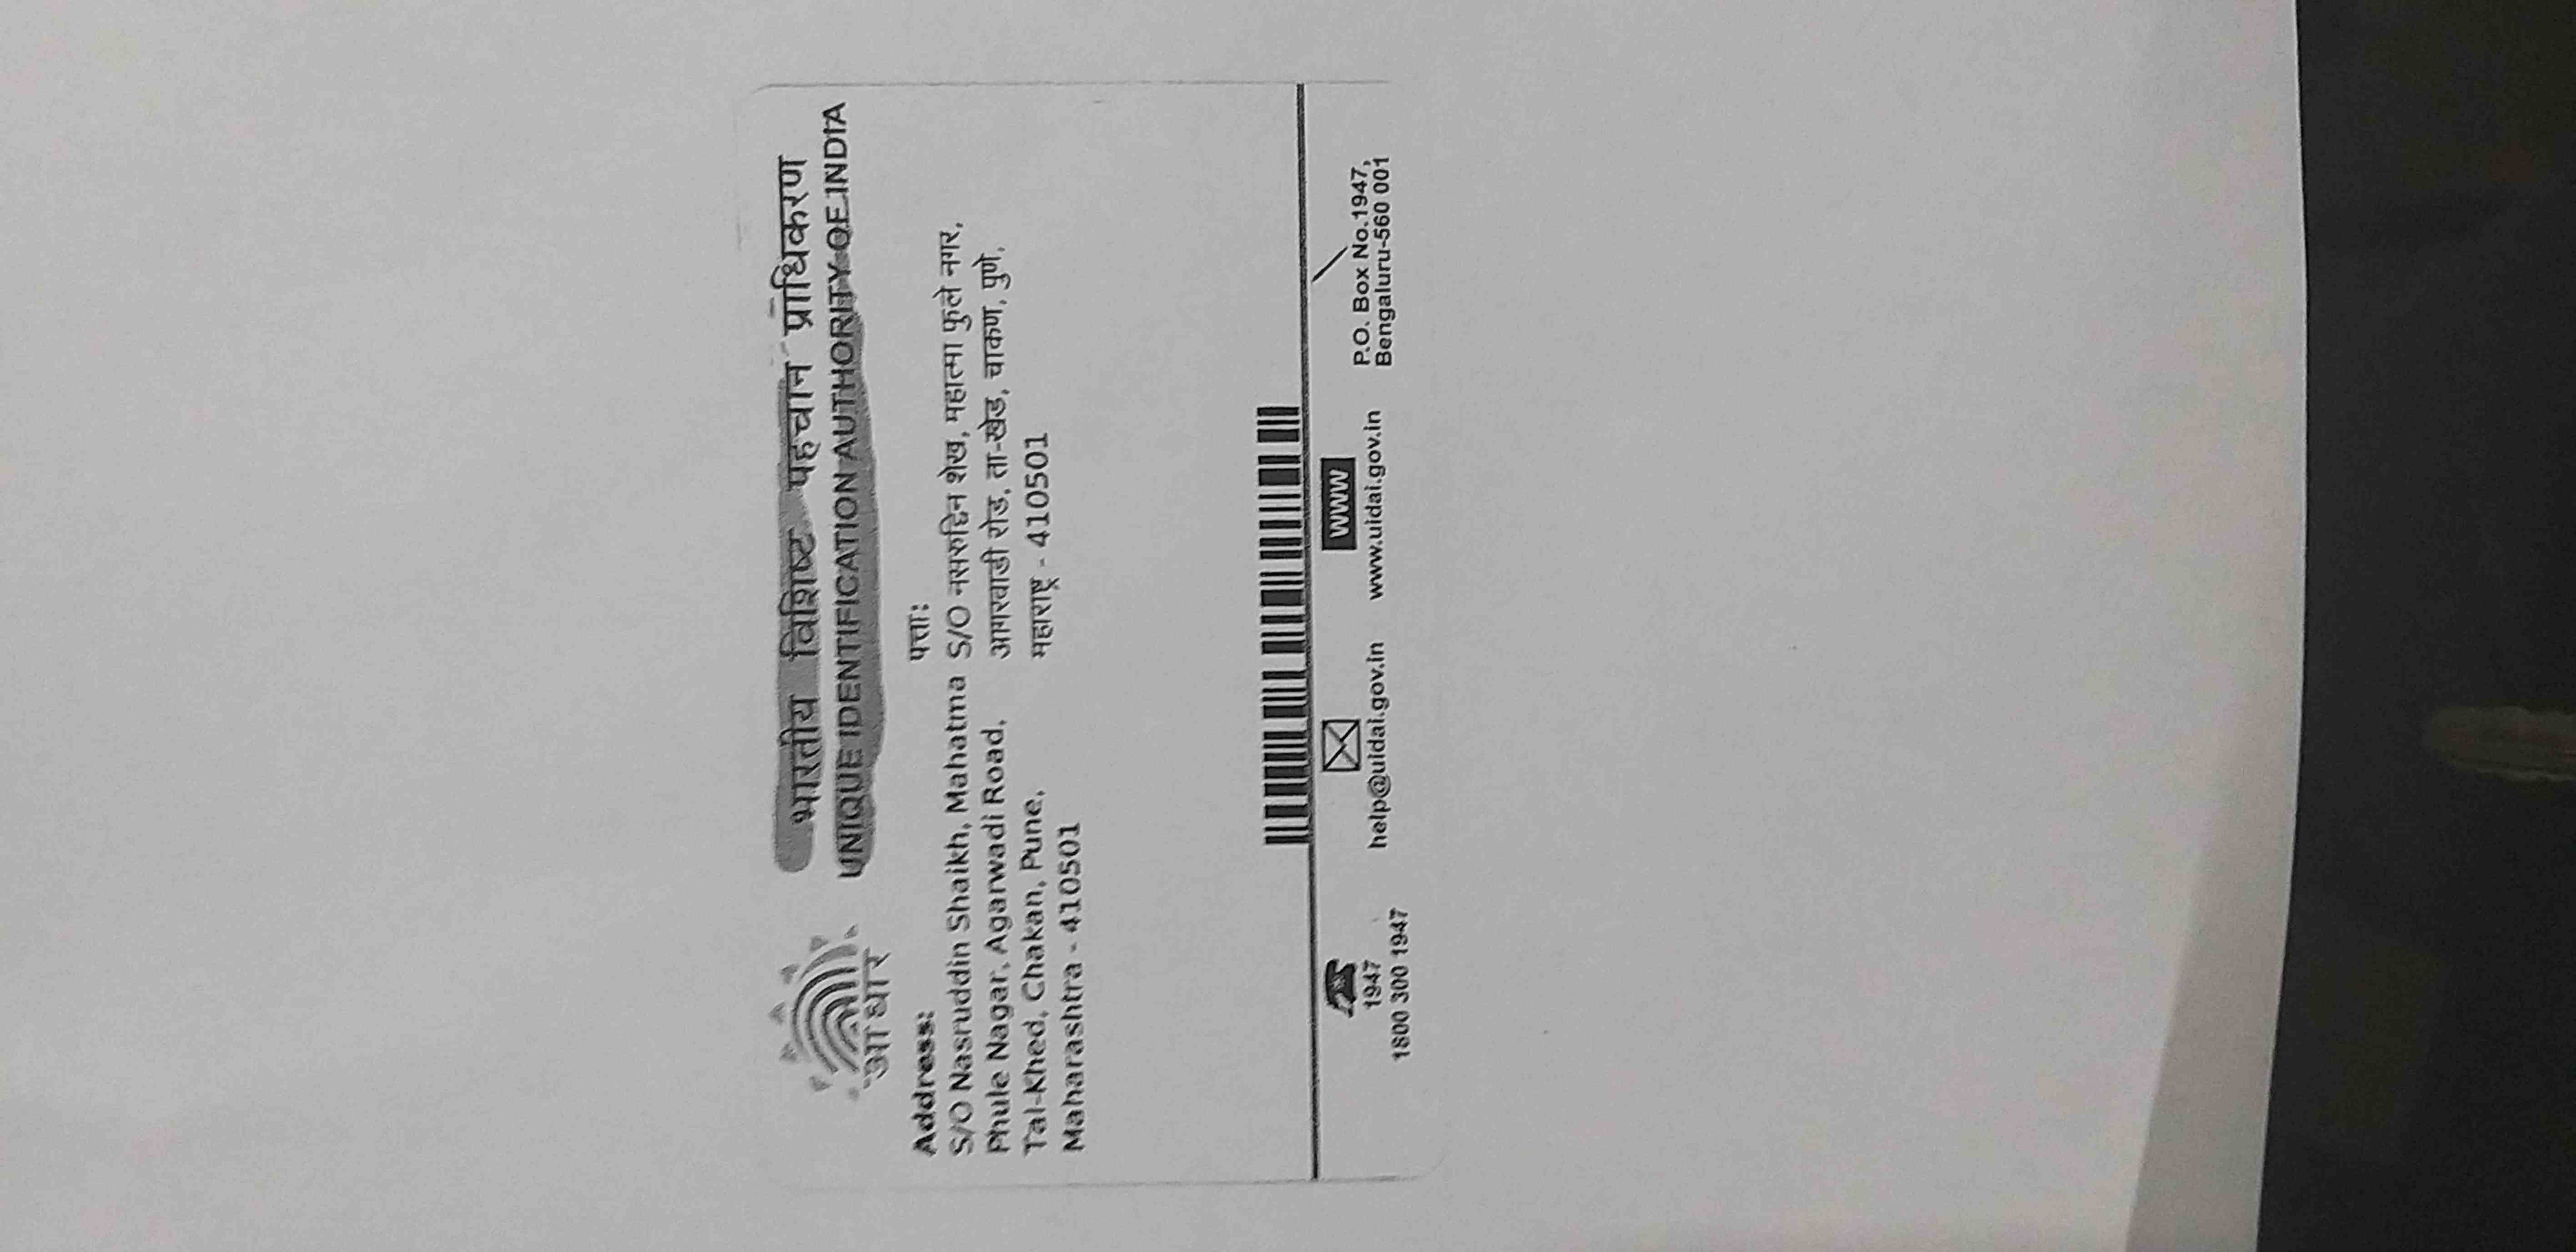 भारतीय विशिष्ट पहचान प्राधिकरण
UNIQUE IDENTIFICATION AUTHORITY OF INDIA
आधार
Address:
S/O Nasruddin Shaikh, Mahatma
Phule Nagar, Agarwadi Road,
Tal-Khed, Chakan, Pune,
Maharashtra - 410501
पत्ता:
S/O नसरुद्दिन शेख, महात्मा फुले नगर,
आगरवाडी रोड, ता-खेड, चाकण, पुणे,
महाराष्ट्र - 410501
1947
1800 300 1947
help@uidai.gov.in
www
www.uidai.gov.in
P.O. Box No.1947,
Bengaluru-560 001